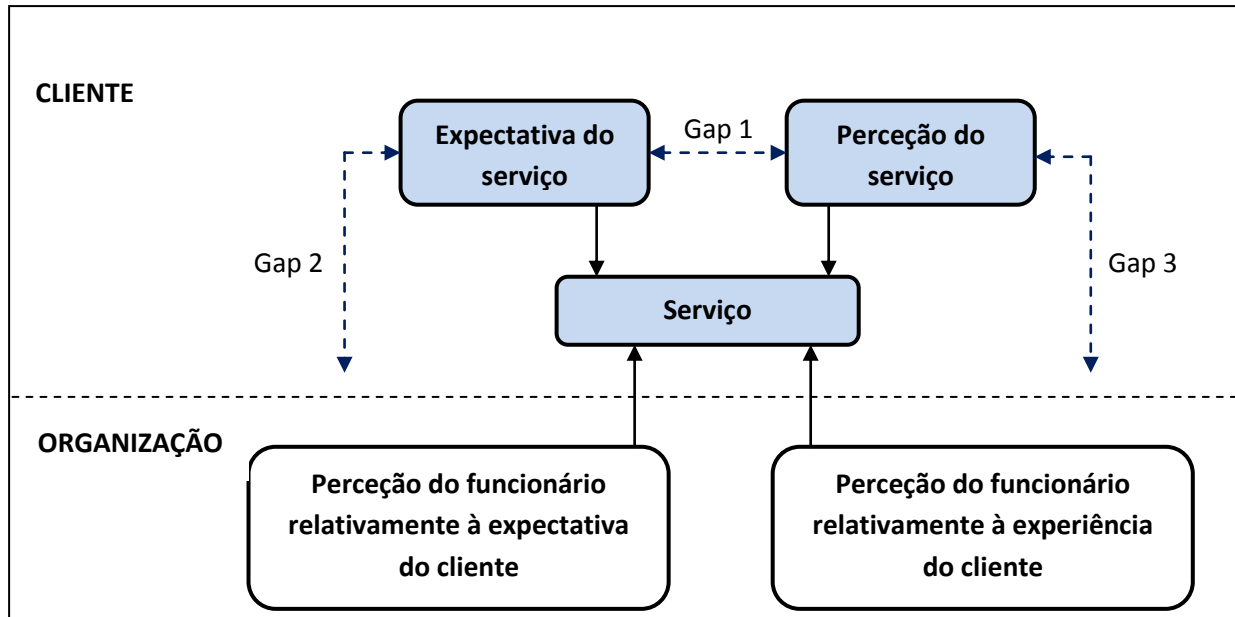 CLIENTE
Expectativa do
serviço
Gap 1
Perceção do
serviço
Gap 2
Gap 3
Serviço
ORGANIZAÇÃO
Perceção do funcionário
relativamente à expectativa
do cliente
Perceção do funcionário
relativamente à experiência
do cliente